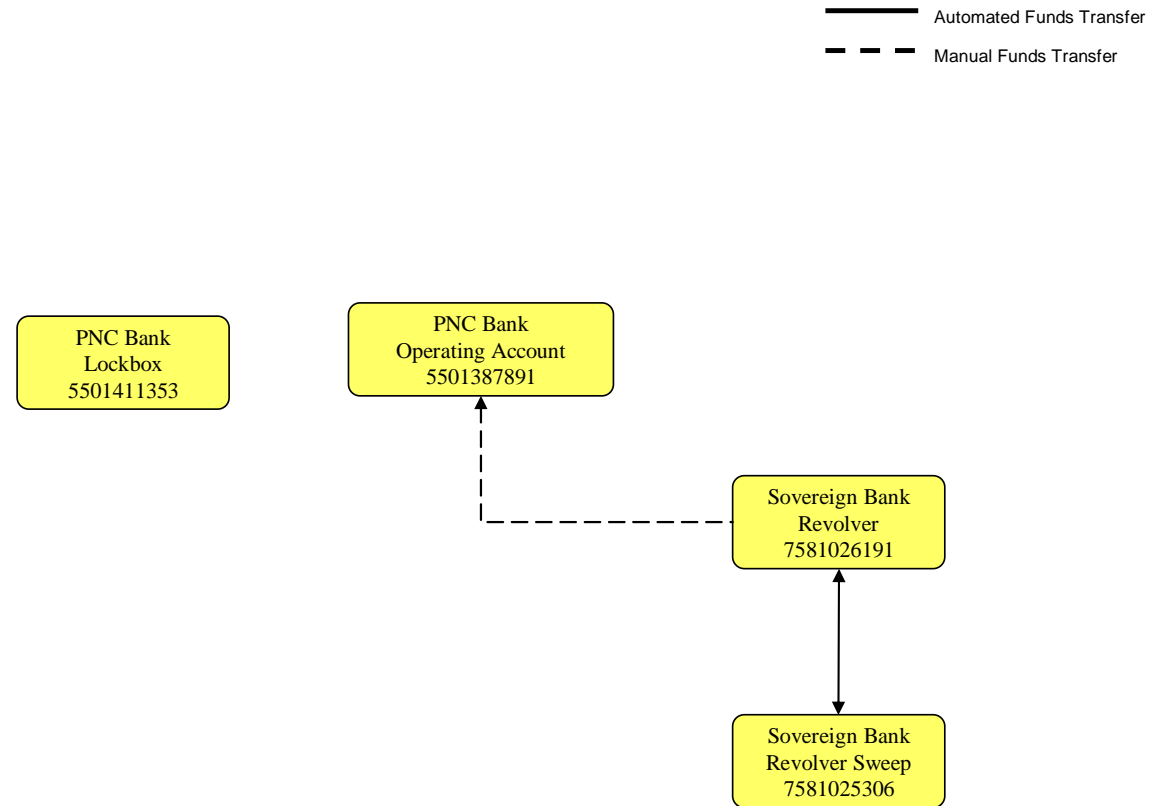 Automated Funds Transfer
Manual Funds Transfer
PNC Bank
Lockbox
5501411353
PNC Bank
Operating Account
5501387891
Sovereign Bank
Revolver
7581026191
Sovereign Bank
Revolver Sweep
7581025306